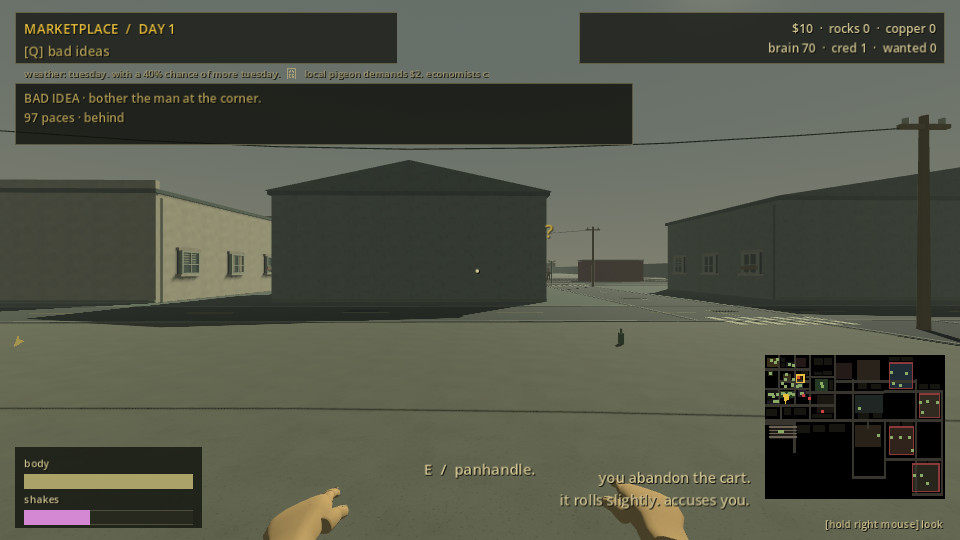 MARKETPLACE / DAY 1
[Q] bad ideas
$10 · rocks 0 · copper 0
brain 70 · cred 1 · wanted 0
weather: tuesday. with a 40% chance of more tuesday. local pigeon demands $2. economists c
BAD IDEA · bother the man at the corner.
97 paces · behind
?
E / panhandle.
you abandon the cart.
it rolls slightly. accuses you.
body
shakes
[hold right mouse] look